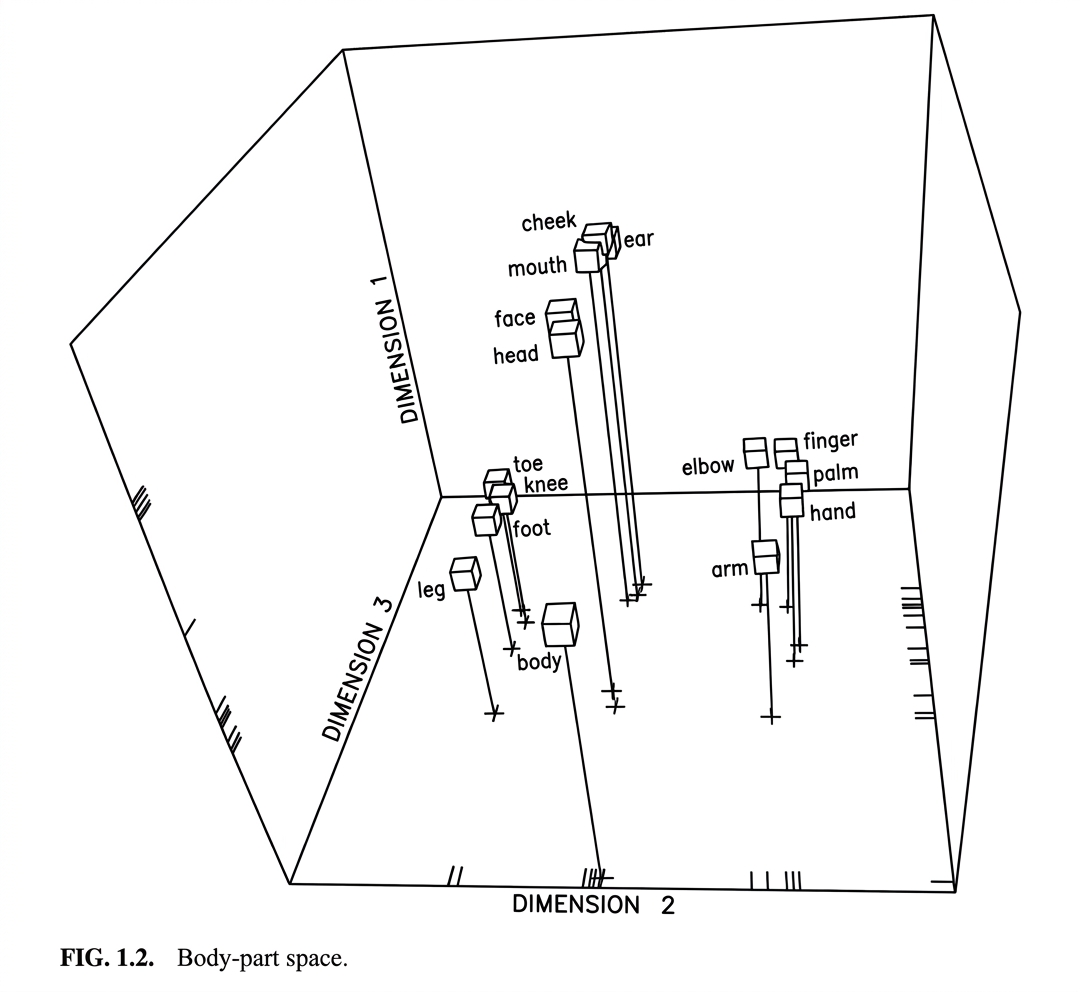 cheek
ear
mouth
DIMENSION 1
face
head
finger
toe
elbow
palm
knee
hand
foot
arm
leg
DIMENSION 3
body
DIMENSION 2
FIG. 1.2. Body-part space.